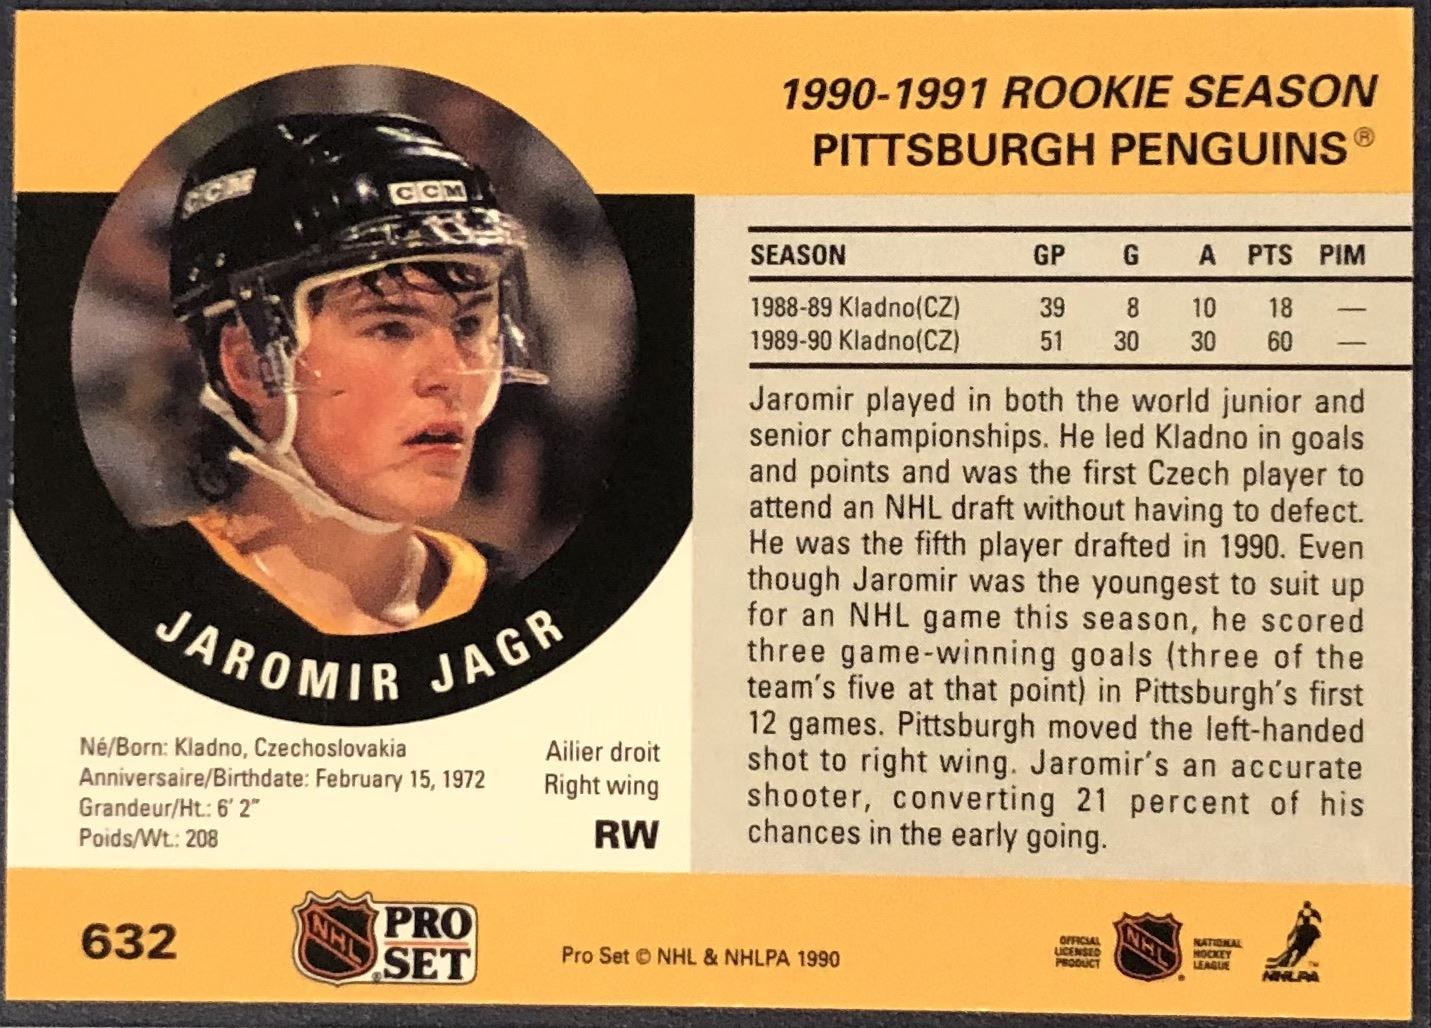 1990-1991 ROOKIE SEASON
PITTSBURGH PENGUINS®
CCM
CCM
SEASON GP G A PTS PIM
1988-89 Kladno(CZ) 39 8 10 18 —
1989-90 Kladno(CZ) 51 30 30 60 —
Jaromir played in both the world junior and
senior championships. He led Kladno in goals
and points and was the first Czech player to
attend an NHL draft without having to defect.
He was the fifth player drafted in 1990. Even
though Jaromir was the youngest to suit up
for an NHL game this season, he scored
three game-winning goals (three of the
team's five at that point) in Pittsburgh's first
12 games. Pittsburgh moved the left-handed
shot to right wing. Jaromir's an accurate
shooter, converting 21 percent of his
chances in the early going.
JAROMIR JAGR
Né/Born: Kladno, Czechoslovakia
Anniversaire/Birthdate: February 15, 1972
Grandeur/Ht.: 6' 2"
Poids/Wt.: 208
Ailier droit
Right wing
RW
632
NHL
PRO
SET
Pro Set © NHL & NHLPA 1990
OFFICIAL
LICENSED
PRODUCT
NHL
NATIONAL
HOCKEY
LEAGUE
NHLPA